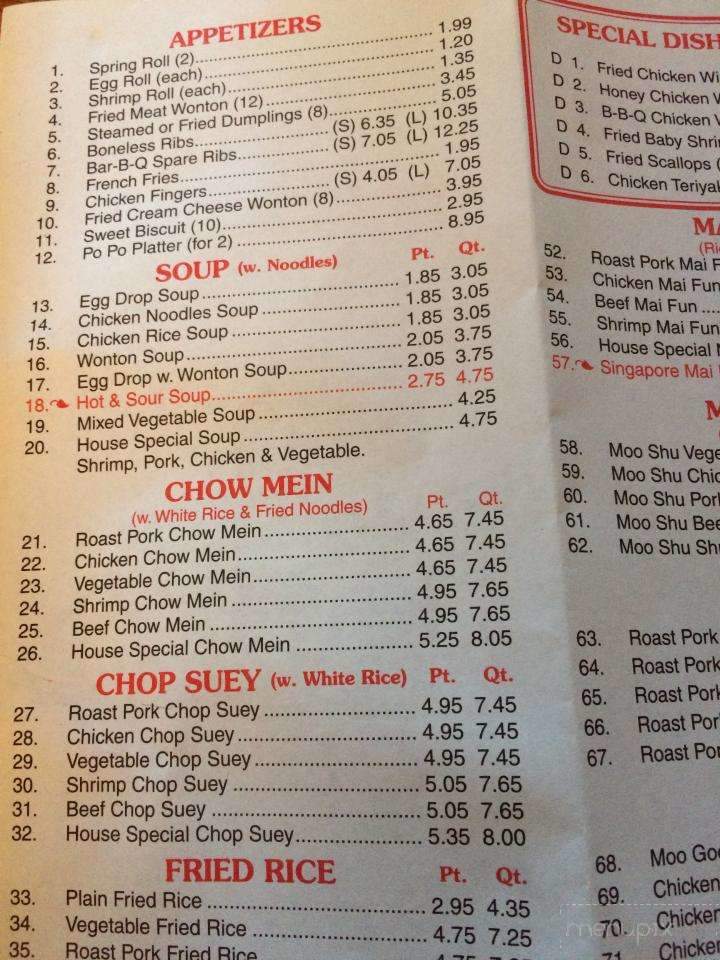 APPETIZERS
1. Spring Roll (2) 1.99
2. Egg Roll (each) 1.20
3. Shrimp Roll (each) 1.35
4. Fried Meat Wonton (12) 3.45
5. Steamed or Fried Dumplings (8) 5.05
6. Boneless Ribs (S) 6.35 (L) 10.35
7. Bar-B-Q Spare Ribs (S) 7.05 (L) 12.25
8. French Fries 1.95
9. Chicken Fingers (S) 4.05 (L) 7.05
10. Fried Cream Cheese Wonton (8) 3.95
11. Sweet Biscuit (10) 2.95
12. Po Po Platter (for 2) 8.95
SOUP (w. Noodles) Pt. Qt.
13. Egg Drop Soup 1.85 3.05
14. Chicken Noodles Soup 1.85 3.05
15. Chicken Rice Soup 1.85 3.05
16. Wonton Soup 2.05 3.75
17. Egg Drop w. Wonton Soup 2.05 3.75
18. Hot & Sour Soup 2.75 4.75
19. Mixed Vegetable Soup 4.25
20. House Special Soup 4.75
Shrimp, Pork, Chicken & Vegetable.
CHOW MEIN
(w. White Rice & Fried Noodles) Pt. Qt.
21. Roast Pork Chow Mein 4.65 7.45
22. Chicken Chow Mein 4.65 7.45
23. Vegetable Chow Mein 4.65 7.45
24. Shrimp Chow Mein 4.95 7.65
25. Beef Chow Mein 4.95 7.65
26. House Special Chow Mein 5.25 8.05
CHOP SUEY (w. White Rice) Pt. Qt.
27. Roast Pork Chop Suey 4.95 7.45
28. Chicken Chop Suey 4.95 7.45
29. Vegetable Chop Suey 4.95 7.45
30. Shrimp Chop Suey 5.05 7.65
31. Beef Chop Suey 5.05 7.65
32. House Special Chop Suey 5.35 8.00
FRIED RICE Pt. Qt.
33. Plain Fried Rice 2.95 4.35
34. Vegetable Fried Rice 4.75 7.25
35. Roast Pork Fried Rice
SPECIAL DISH
D 1. Fried Chicken Wi
D 2. Honey Chicken
D 3. B-B-Q Chicken
D 4. Fried Baby Shri
D 5. Fried Scallops (
D 6. Chicken Teriyak
MA
(Ri
52. Roast Pork Mai F
53. Chicken Mai Fun
54. Beef Mai Fun
55. Shrimp Mai Fun
56. House Special
57. Singapore Mai
M
58. Moo Shu Vege
59. Moo Shu Chic
60. Moo Shu Pork
61. Moo Shu Bee
62. Moo Shu Sh
63. Roast Pork
64. Roast Pork
65. Roast Pork
66. Roast Por
67. Roast Por
68. Moo Goo
69. Chicken
70. Chicken
71. Chicken
menupix